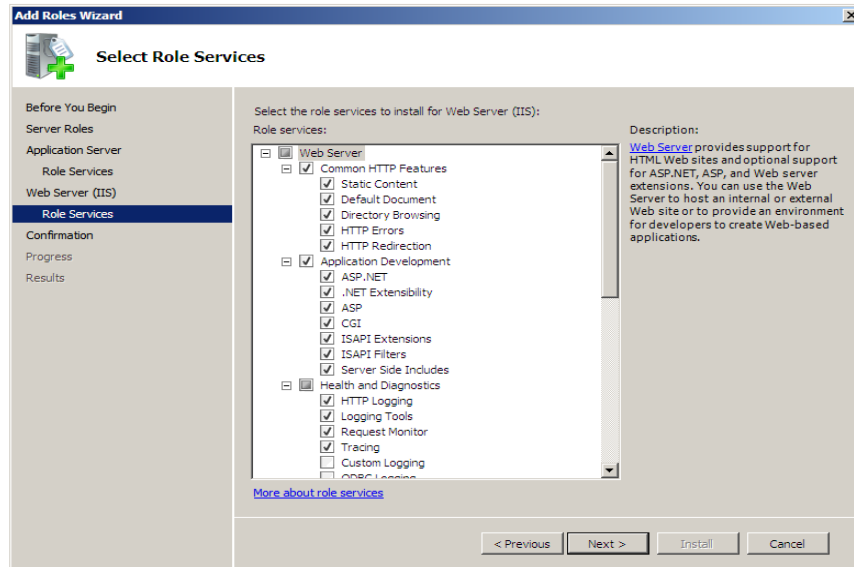 Add Roles Wizard
Select Role Services
Before You Begin
Server Roles
Application Server
Role Services
Web Server (IIS)
Role Services
Confirmation
Progress
Results
Select the role services to install for Web Server (IIS):
Role services:
Web Server
Common HTTP Features
Static Content
Default Document
Directory Browsing
HTTP Errors
HTTP Redirection
Application Development
ASP.NET
.NET Extensibility
ASP
CGI
ISAPI Extensions
ISAPI Filters
Server Side Includes
Health and Diagnostics
HTTP Logging
Logging Tools
Request Monitor
Tracing
Custom Logging
ODBC Logging
More about role services
Description:
Web Server provides support for
HTML Web sites and optional support
for ASP.NET, ASP, and Web server
extensions. You can use the Web
Server to host an internal or external
Web site or to provide an environment
for developers to create Web-based
applications.
< Previous
Next >
Install
Cancel